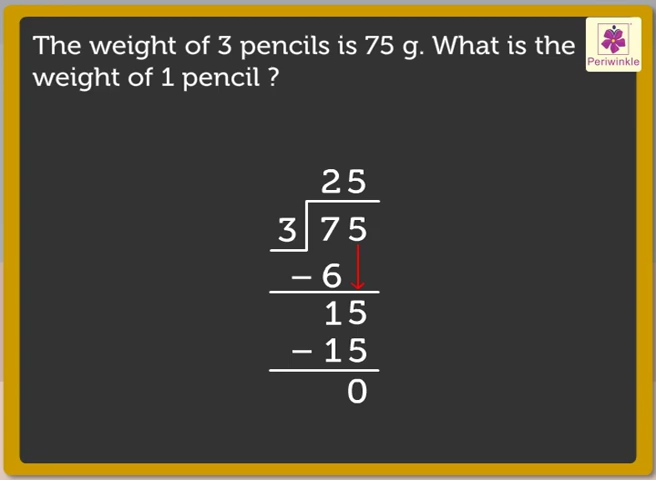 The weight of 3 pencils is 75 g. What is the
weight of 1 pencil ?
Periwinkle
25
3 75
– 6
15
– 15
0